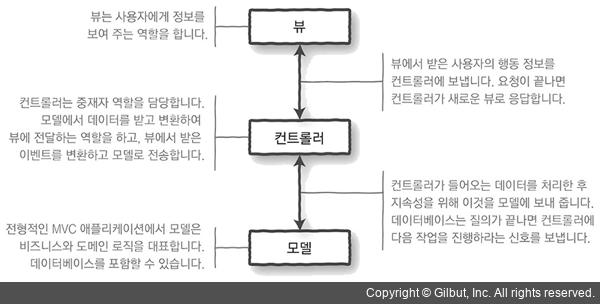 뷰는 사용자에게 정보를
보여 주는 역할을 합니다.
뷰
뷰에서 받은 사용자의 행동 정보를
컨트롤러에 보냅니다. 요청이 끝나면
컨트롤러가 새로운 뷰로 응답합니다.
컨트롤러는 중재자 역할을 담당합니다.
모델에서 데이터를 받고 변환하여
뷰에 전달하는 역할을 하고, 뷰에서 받은
이벤트를 변환하고 모델로 전송합니다.
컨트롤러
컨트롤러가 들어오는 데이터를 처리한 후
지속성을 위해 이것을 모델에 보내 줍니다.
데이터베이스는 질의가 끝나면 컨트롤러에
다음 작업을 진행하라는 신호를 보냅니다.
전형적인 MVC 애플리케이션에서 모델은
비즈니스와 도메인 로직을 대표합니다.
데이터베이스를 포함할 수 있습니다.
모델
Copyright © Gilbut, Inc. All rights reserved.